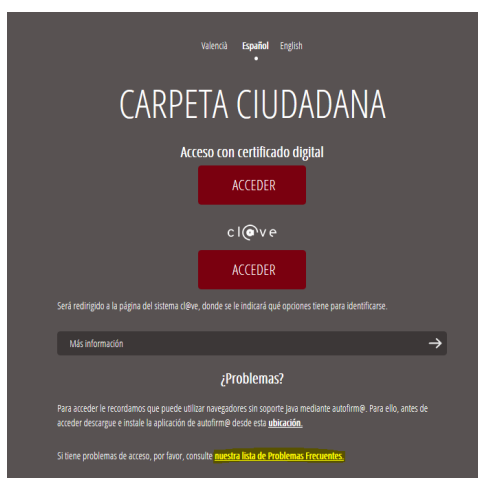 Valencià Español English
CARPETA CIUDADANA
Acceso con certificado digital
ACCEDER
cl@ve
ACCEDER
Será redirigido a la página del sistema cl@ve, donde se le indicará qué opciones tiene para identificarse.
Más información
¿Problemas?
Para acceder le recordamos que puede utilizar navegadores sin soporte Java mediante autofirm@. Para ello, antes de
acceder descargue e instale la aplicación de autofirm@ desde esta ubicación.
Si tiene problemas de acceso, por favor, consulte nuestra lista de Problemas Frecuentes.